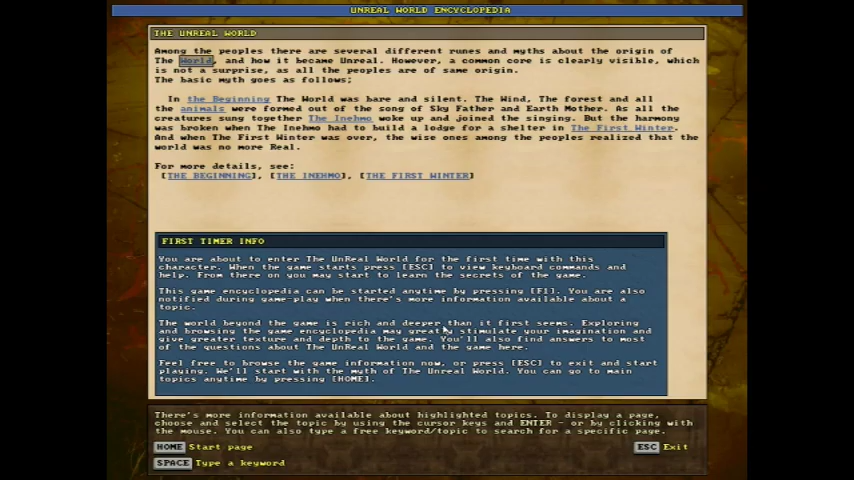 UNREAL WORLD ENCYCLOPEDIA
THE UNREAL WORLD
Among the peoples there are several different runes and myths about the origin of
The World, and how it became Unreal. However, a common core is clearly visible, which
is not a surprise, as all the peoples are of same origin.
The basic myth goes as follows;
In the Beginning The World was bare and silent. The Wind, The forest and all
the animals were formed out of the song of Sky Father and Earth Mother. As all the
creatures sung together The Inehmo woke up and joined the singing. But the harmony
was broken when The Inehmo had to build a lodge for a shelter in The First Winter.
And when The First Winter was over, the wise ones among the peoples realized that the
world was no more Real.
For more details, see:
[THE BEGINNING], [THE INEHMO], [THE FIRST WINTER]
FIRST TIMER INFO
You are about to enter The UnReal World for the first time with this
character. When the game starts press [ESC] to view keyboard commands and
help. From there on you may start to learn the secrets of the game.
This game encyclopedia can be started anytime by pressing [F1]. You are also
notified during game-play when there's more information available about a
topic.
The world beyond the game is rich and deeper than it first seems. Exploring
and browsing the game encyclopedia may greatly stimulate your imagination and
give greater texture and depth to the game. You'll also find answers to most
of the questions about The UnReal World and the game here.
Feel free to browse the game information now, or press [ESC] to exit and start
playing. We'll start with the myth of The Unreal World. You can go to main
topics anytime by pressing [HOME].
There's more information available about highlighted topics. To display a page,
choose and select the topic by using the cursor keys and ENTER - or by clicking with
the mouse. You can also type a free keyword/topic to search for a specific page.
HOME Start page
ESC Exit
SPACE Type a keyword